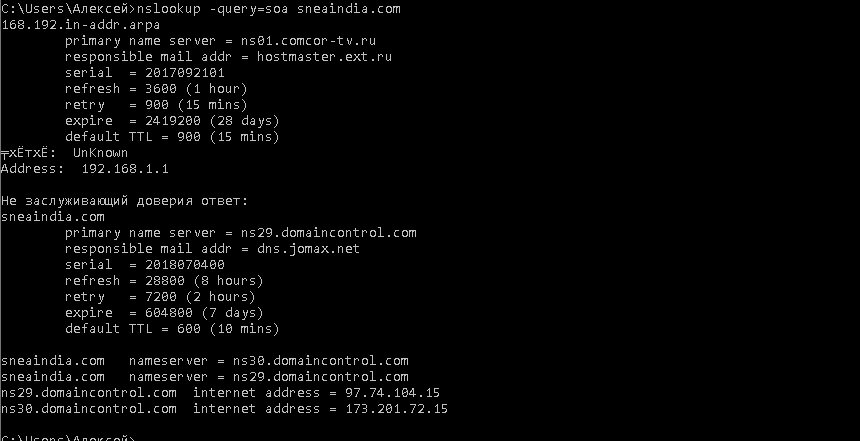 C:\Users\Алексей>nslookup -query=soa sneaindia.com
168.192.in-addr.arpa
        primary name server = ns01.comcor-tv.ru
        responsible mail addr = hostmaster.ext.ru
        serial  = 2017092101
        refresh = 3600 (1 hour)
        retry   = 900 (15 mins)
        expire  = 2419200 (28 days)
        default TTL = 900 (15 mins)
╤хЁтхЁ:  UnKnown
Address:  192.168.1.1

Не заслуживающий доверия ответ:
sneaindia.com
        primary name server = ns29.domaincontrol.com
        responsible mail addr = dns.jomax.net
        serial  = 2018070400
        refresh = 28800 (8 hours)
        retry   = 7200 (2 hours)
        expire  = 604800 (7 days)
        default TTL = 600 (10 mins)

sneaindia.com   nameserver = ns30.domaincontrol.com
sneaindia.com   nameserver = ns29.domaincontrol.com
ns29.domaincontrol.com  internet address = 97.74.104.15
ns30.domaincontrol.com  internet address = 173.201.72.15

C:\Users\Алексей>